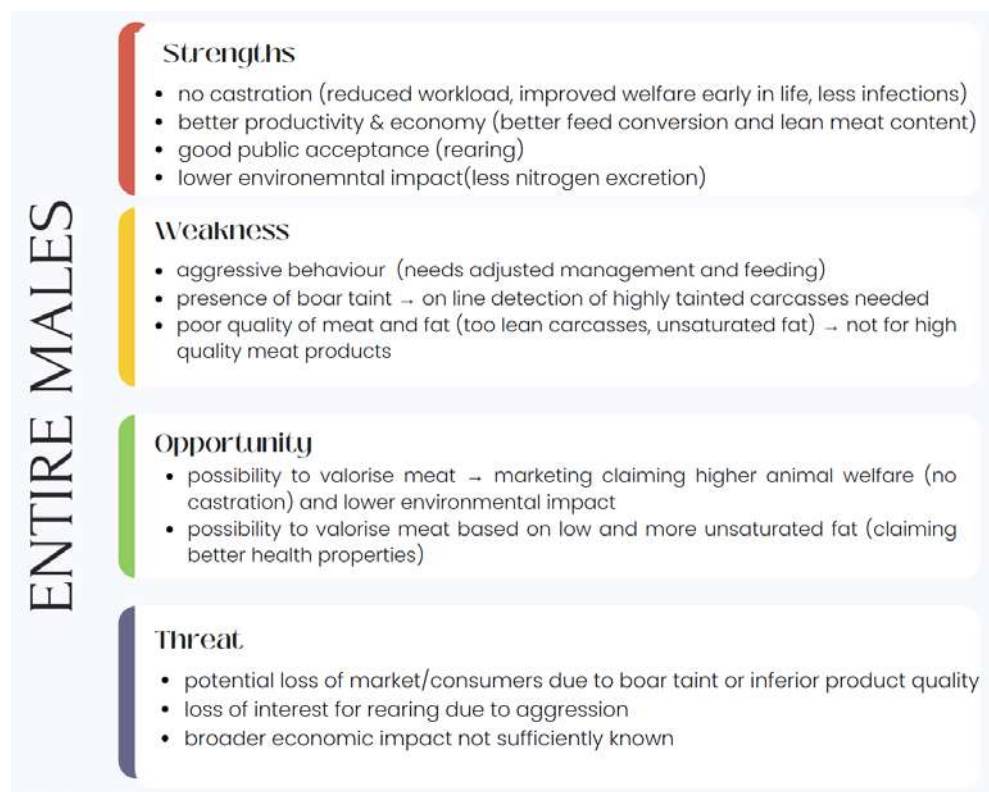 ENTIRE MALES
Strengths
• no castration (reduced workload, improved welfare early in life, less infections)
• better productivity & economy (better feed conversion and lean meat content)
• good public acceptance (rearing)
• lower environemntal impact(less nitrogen excretion)
Weakness
• aggressive behaviour (needs adjusted management and feeding)
• presence of boar taint → on line detection of highly tainted carcasses needed
• poor quality of meat and fat (too lean carcasses, unsaturated fat) → not for high
quality meat products
Opportunity
• possibility to valorise meat → marketing claiming higher animal welfare (no
castration) and lower environmental impact
• possibility to valorise meat based on low and more unsaturated fat (claiming
better health properties)
Threat
• potential loss of market/consumers due to boar taint or inferior product quality
• loss of interest for rearing due to aggression
• broader economic impact not sufficiently known